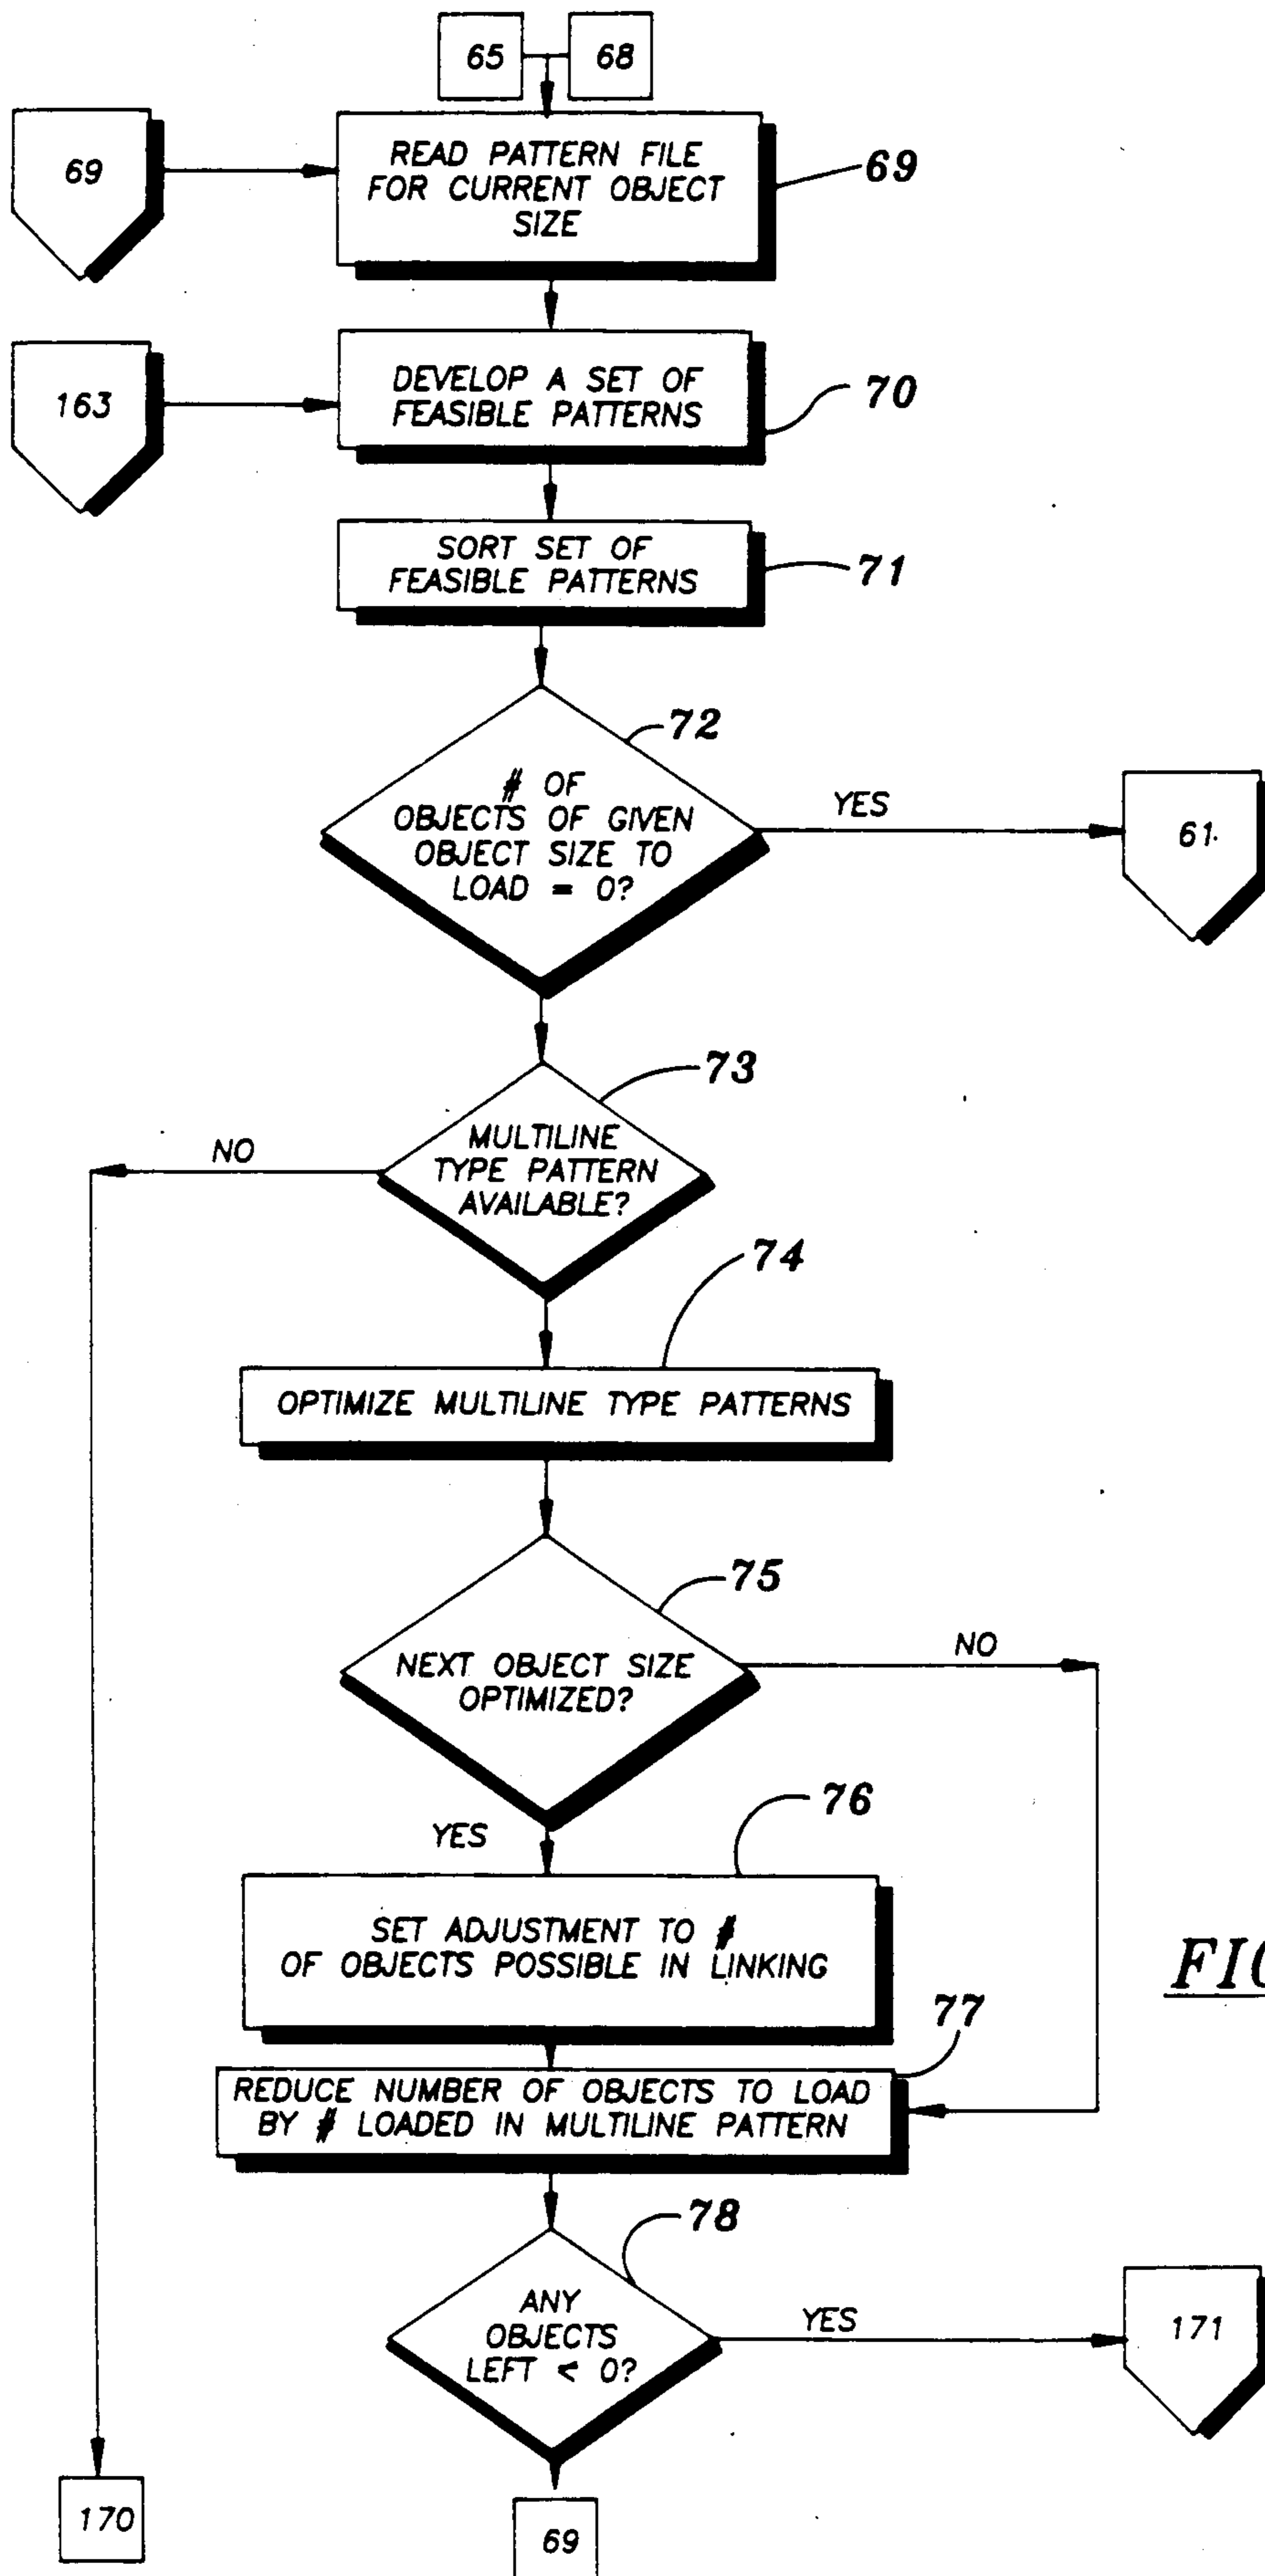 65
68
69
READ PATTERN FILE
FOR CURRENT OBJECT
SIZE
69
163
DEVELOP A SET OF
FEASIBLE PATTERNS
70
SORT SET OF
FEASIBLE PATTERNS
71
72
# OF
OBJECTS OF GIVEN
OBJECT SIZE TO
LOAD = 0?
YES
61
73
MULTILINE
TYPE PATTERN
AVAILABLE?
NO
74
OPTIMIZE MULTILINE TYPE PATTERNS
75
NEXT OBJECT SIZE
OPTIMIZED?
NO
YES
76
SET ADJUSTMENT TO #
OF OBJECTS POSSIBLE IN LINKING
77
REDUCE NUMBER OF OBJECTS TO LOAD
BY # LOADED IN MULTILINE PATTERN
78
ANY
OBJECTS
LEFT < 0?
YES
171
170
69